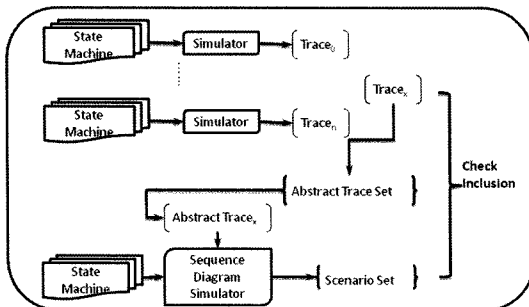 State
Machine
Simulator
[Trace₀]
State
Machine
Simulator
[Traceₙ]
[Traceₓ]
Check
Inclusion
{Abstract Trace Set}
[Abstract Traceₓ]
State
Machine
Sequence
Diagram
Simulator
{Scenario Set}